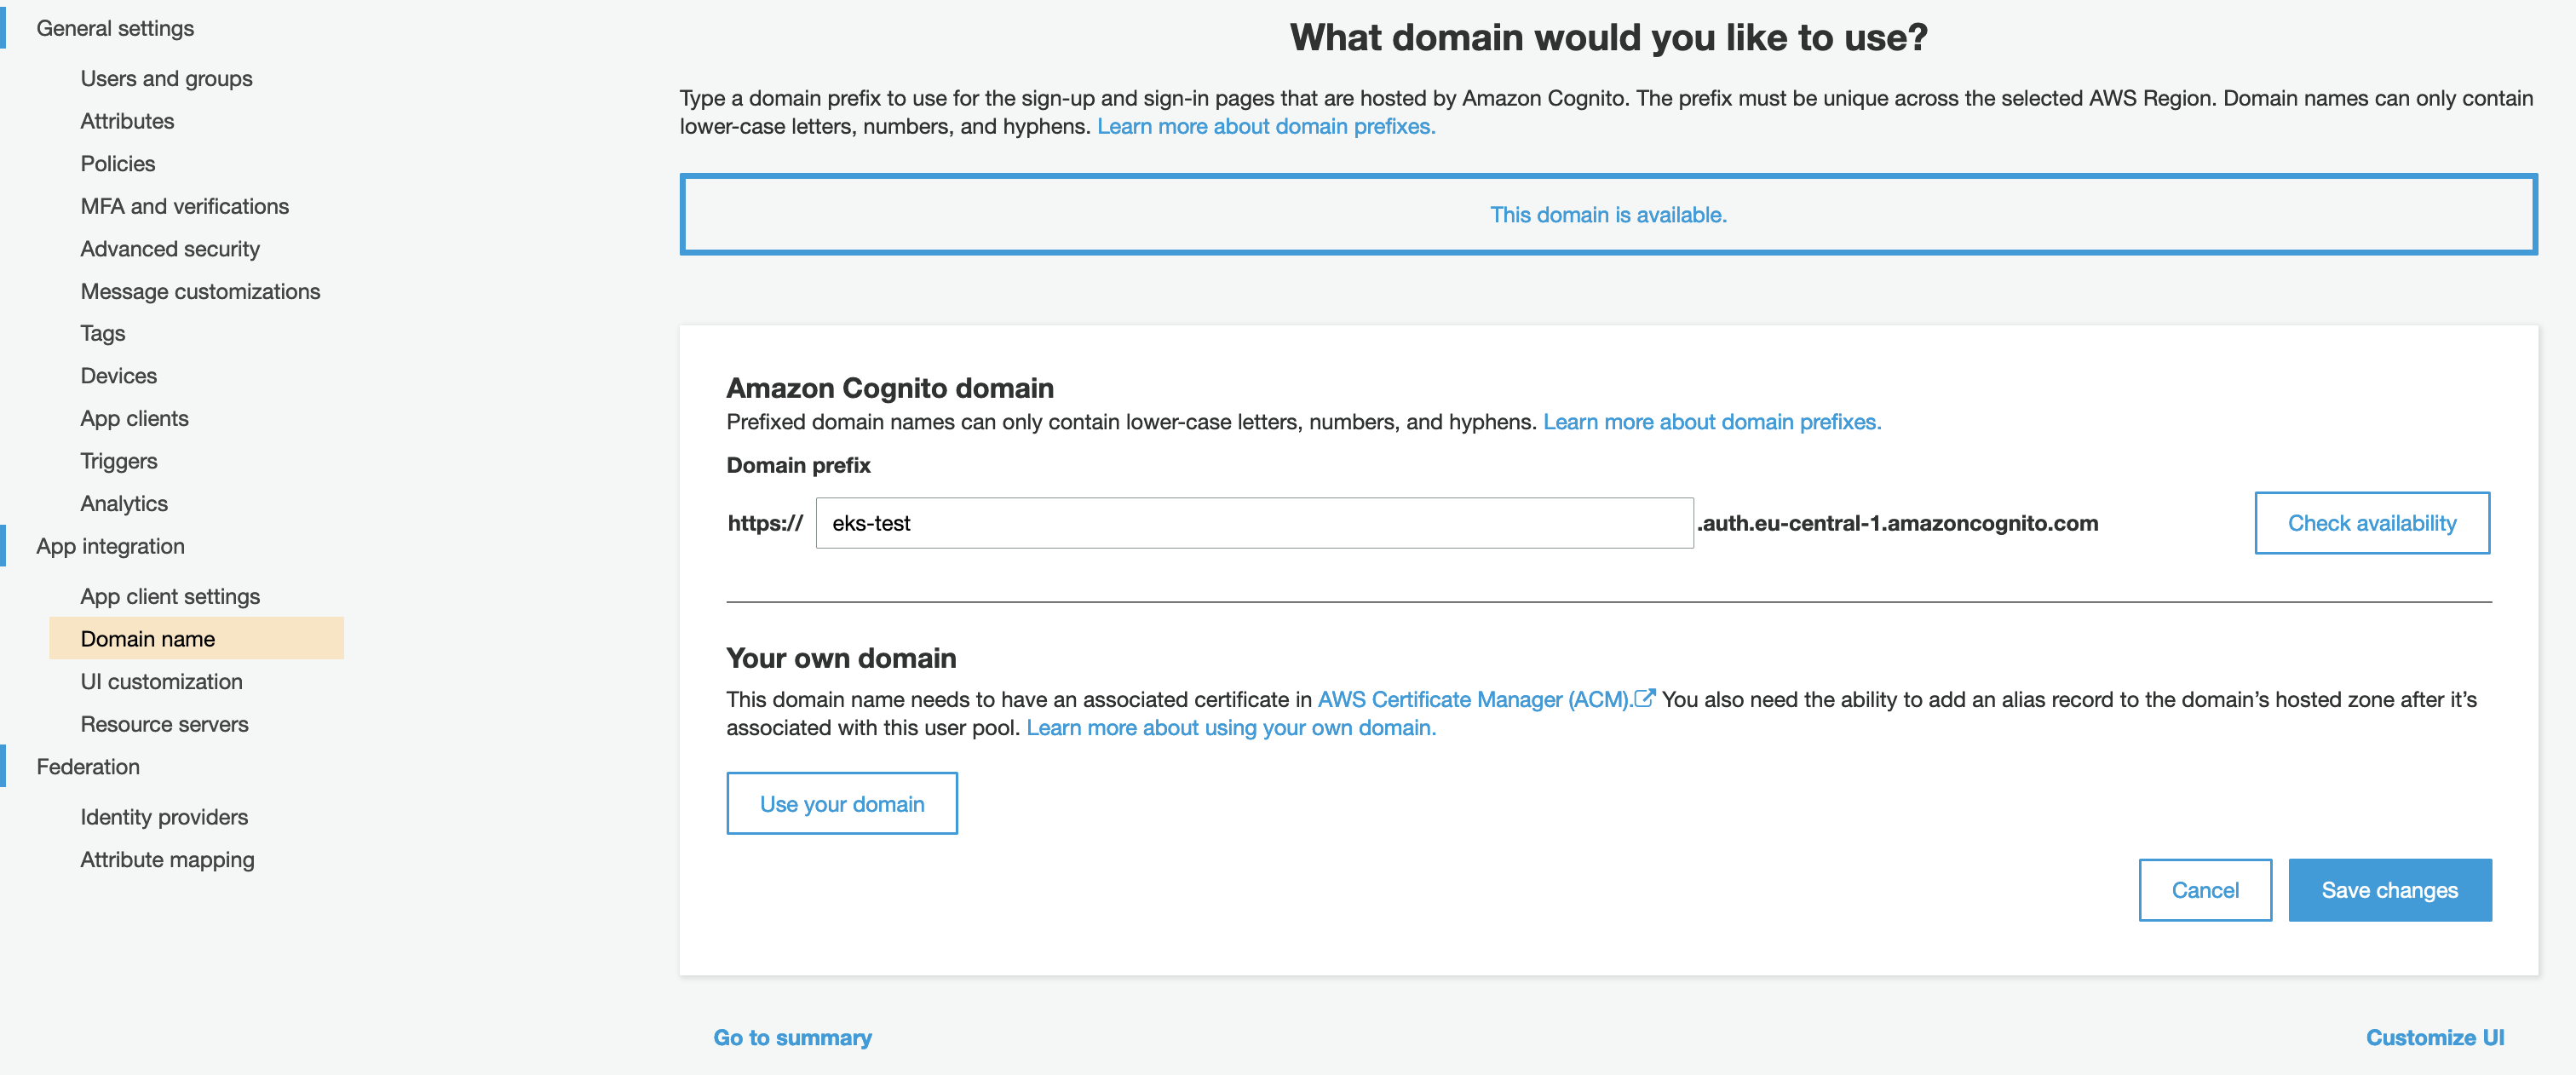 General settings
Users and groups
Attributes
Policies
MFA and verifications
Advanced security
Message customizations
Tags
Devices
App clients
Triggers
Analytics
App integration
App client settings
Domain name
UI customization
Resource servers
Federation
Identity providers
Attribute mapping
What domain would you like to use?
Type a domain prefix to use for the sign-up and sign-in pages that are hosted by Amazon Cognito. The prefix must be unique across the selected AWS Region. Domain names can only contain
lower-case letters, numbers, and hyphens. Learn more about domain prefixes.
This domain is available.
Amazon Cognito domain
Prefixed domain names can only contain lower-case letters, numbers, and hyphens. Learn more about domain prefixes.
Domain prefix
https:// eks-test .auth.eu-central-1.amazoncognito.com Check availability
Your own domain
This domain name needs to have an associated certificate in AWS Certificate Manager (ACM). You also need the ability to add an alias record to the domain’s hosted zone after it’s
associated with this user pool. Learn more about using your own domain.
Use your domain
Cancel Save changes
Go to summary Customize UI